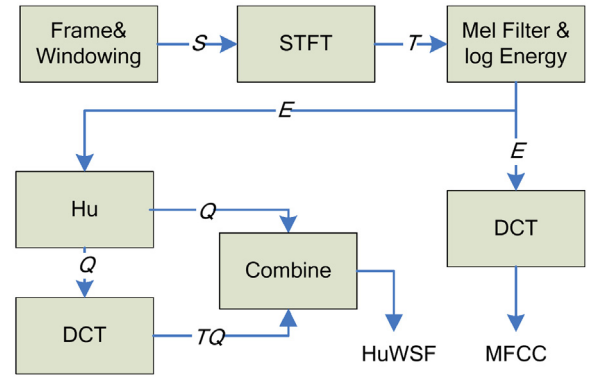 Frame&
Windowing
S
STFT
T
Mel Filter &
log Energy
E
E
Hu
Q
Q
DCT
Combine
DCT
TQ
HuWSF
MFCC